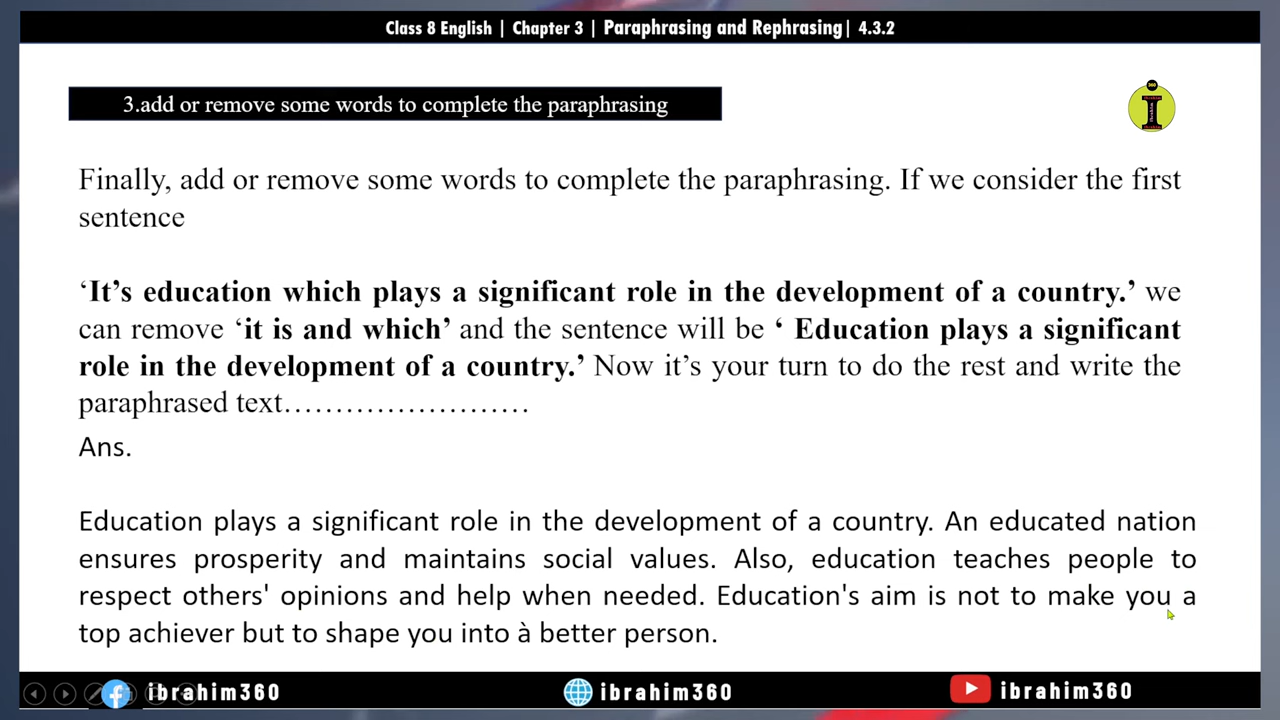 Class 8 English | Chapter 3 | Paraphrasing and Rephrasing| 4.3.2
3.add or remove some words to complete the paraphrasing
360
I
Finally, add or remove some words to complete the paraphrasing. If we consider the first
sentence
‘It’s education which plays a significant role in the development of a country.’ we
can remove ‘it is and which’ and the sentence will be ‘ Education plays a significant
role in the development of a country.’ Now it’s your turn to do the rest and write the
paraphrased text……………………
Ans.
Education plays a significant role in the development of a country. An educated nation
ensures prosperity and maintains social values. Also, education teaches people to
respect others' opinions and help when needed. Education's aim is not to make you a
top achiever but to shape you into à better person.
ibrahim360
ibrahim360
ibrahim360